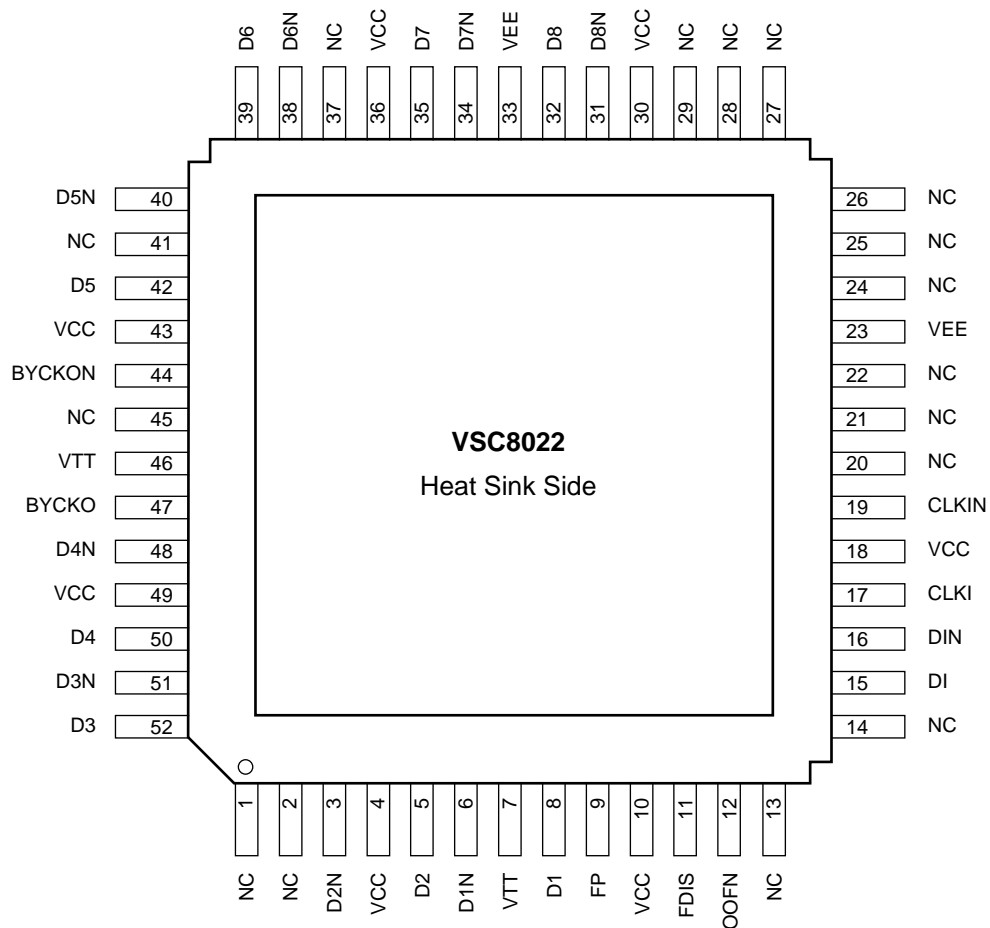 D6 D6N NC VCC D7 D7N VEE D8 D8N VCC NC NC NC
39 38 37 36 35 34 33 32 31 30 29 28 27
D5N 40 26 NC
NC 41 25 NC
D5 42 24 NC
VCC 43 23 VEE
BYCKON 44 22 NC
NC 45 21 NC
VTT 46 20 NC
BYCKO 47 19 CLKIN
D4N 48 18 VCC
VCC 49 17 CLKI
D4 50 16 DIN
D3N 51 15 DI
D3 52 14 NC
VSC8022
Heat Sink Side
1 2 3 4 5 6 7 8 9 10 11 12 13
NC NC D2N VCC D2 D1N VTT D1 FP VCC FDIS OOFN NC